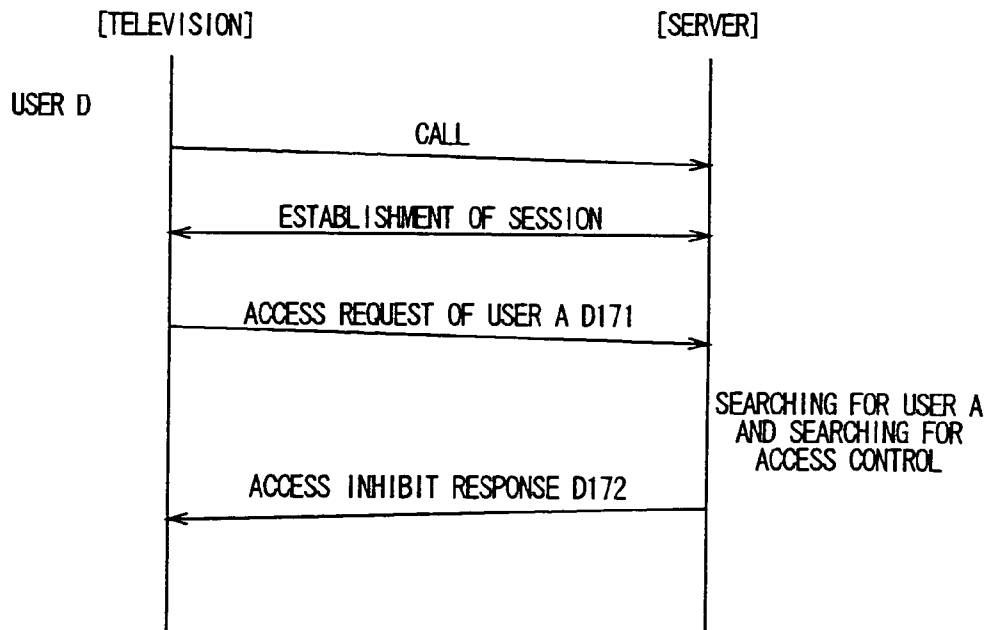 [TELEVISION]
[SERVER]
USER D
CALL
ESTABLISHMENT OF SESSION
ACCESS REQUEST OF USER A D171
SEARCHING FOR USER A
AND SEARCHING FOR
ACCESS CONTROL
ACCESS INHIBIT RESPONSE D172